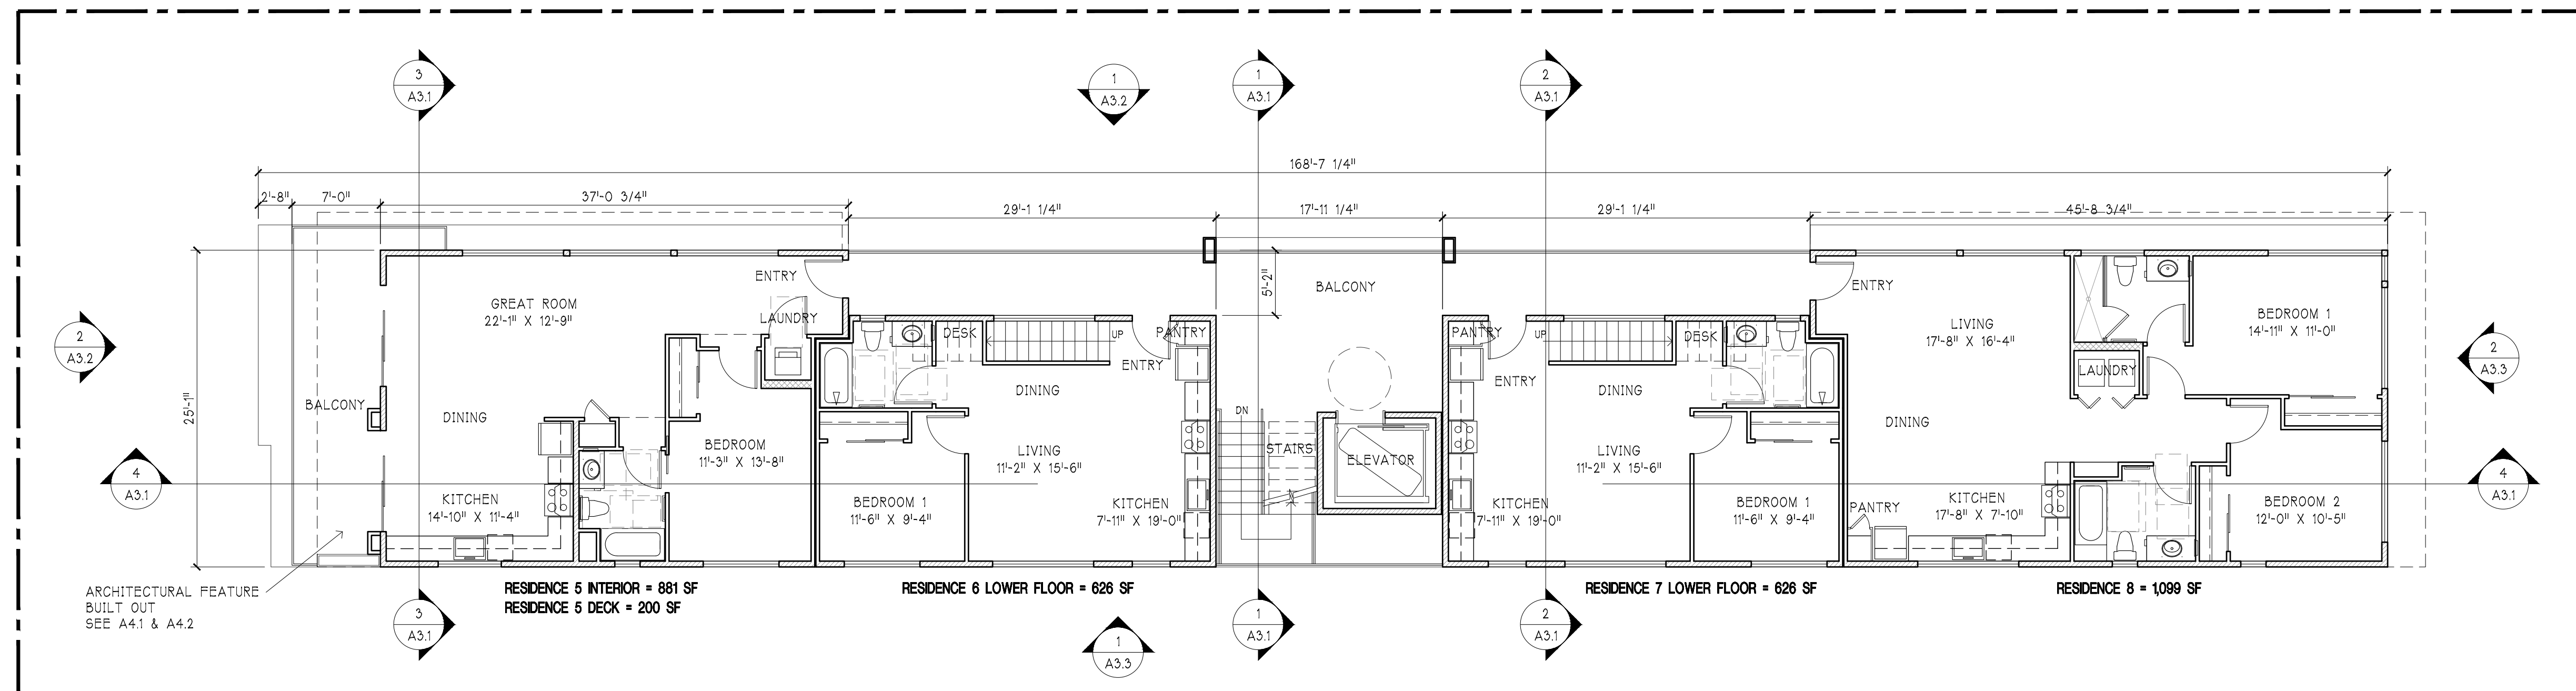 3
A3.1
1
A3.2
1
A3.1
2
A3.1
168'-7 1/4"
2'-8"
7'-0"
37'-0 3/4"
29'-1 1/4"
17'-11 1/4"
29'-1 1/4"
45'-8 3/4"
25'-1"
5'-2"
2
A3.2
4
A3.1
BALCONY
GREAT ROOM
22'-1" X 12'-9"
ENTRY
LAUNDRY
DINING
KITCHEN
14'-10" X 11'-4"
BEDROOM
11'-3" X 13'-8"
DESK
UP
PANTRY
ENTRY
DINING
LIVING
11'-2" X 15'-6"
BEDROOM 1
11'-6" X 9'-4"
KITCHEN
7'-11" X 19'-0"
BALCONY
DN
STAIRS
ELEVATOR
PANTRY
UP
DESK
ENTRY
DINING
LIVING
11'-2" X 15'-6"
KITCHEN
7'-11" X 19'-0"
BEDROOM 1
11'-6" X 9'-4"
ENTRY
LIVING
17'-8" X 16'-4"
DINING
LAUNDRY
BEDROOM 1
14'-11" X 11'-0"
PANTRY
KITCHEN
17'-8" X 7'-10"
BEDROOM 2
12'-0" X 10'-5"
2
A3.3
4
A3.1
ARCHITECTURAL FEATURE
BUILT OUT
SEE A4.1 & A4.2
RESIDENCE 5 INTERIOR = 881 SF
RESIDENCE 5 DECK = 200 SF
RESIDENCE 6 LOWER FLOOR = 626 SF
RESIDENCE 7 LOWER FLOOR = 626 SF
RESIDENCE 8 = 1,099 SF
3
A3.1
1
A3.3
1
A3.1
2
A3.1